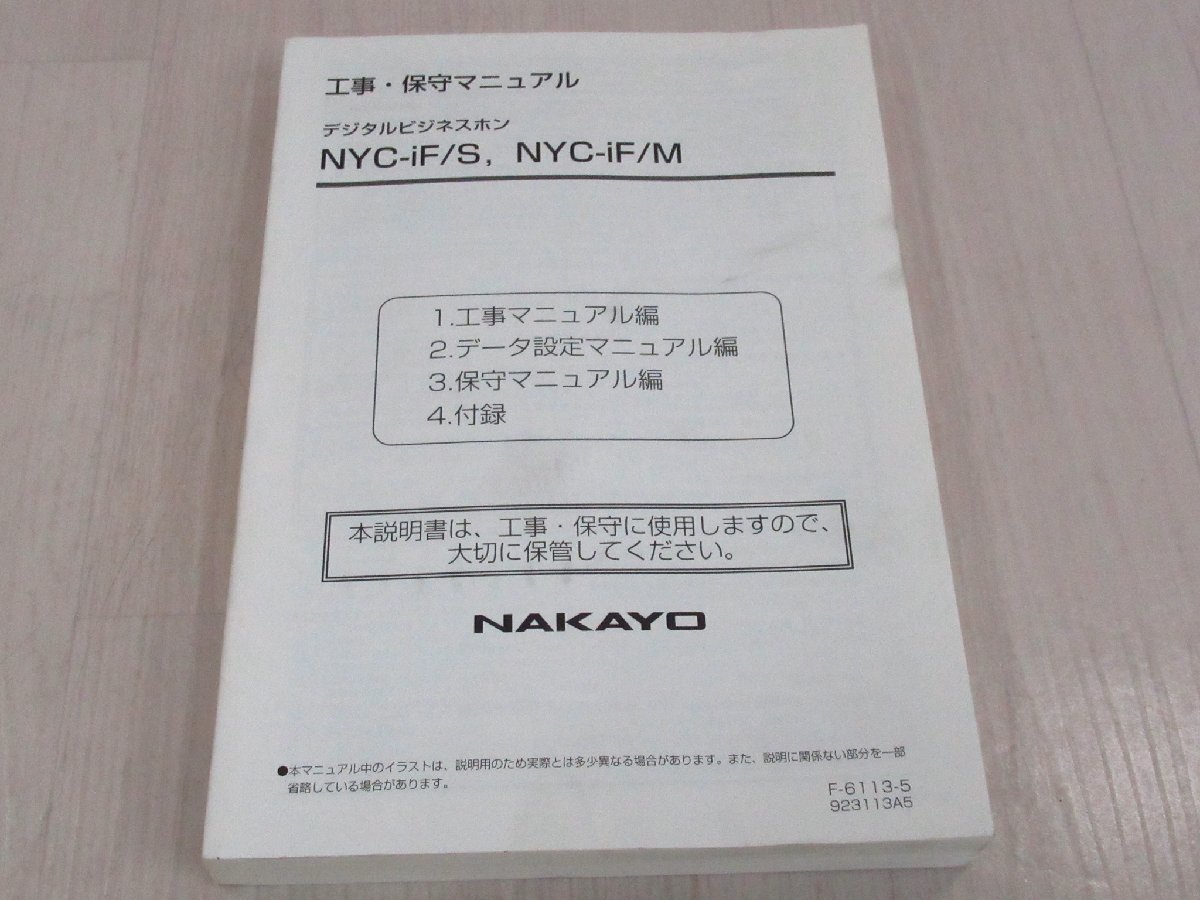 工事・保守マニュアル
デジタルビジネスホン
NYC-iF/S, NYC-iF/M
1.工事マニュアル編
2.データ設定マニュアル編
3.保守マニュアル編
4.付録
本説明書は、工事・保守に使用しますので、
大切に保管してください。
NAKAYO
●本マニュアル中のイラストは、説明用のため実際とは多少異なる場合があります。また、説明に関係ない部分を一部
省略している場合があります。
F-6113-5
923113A5